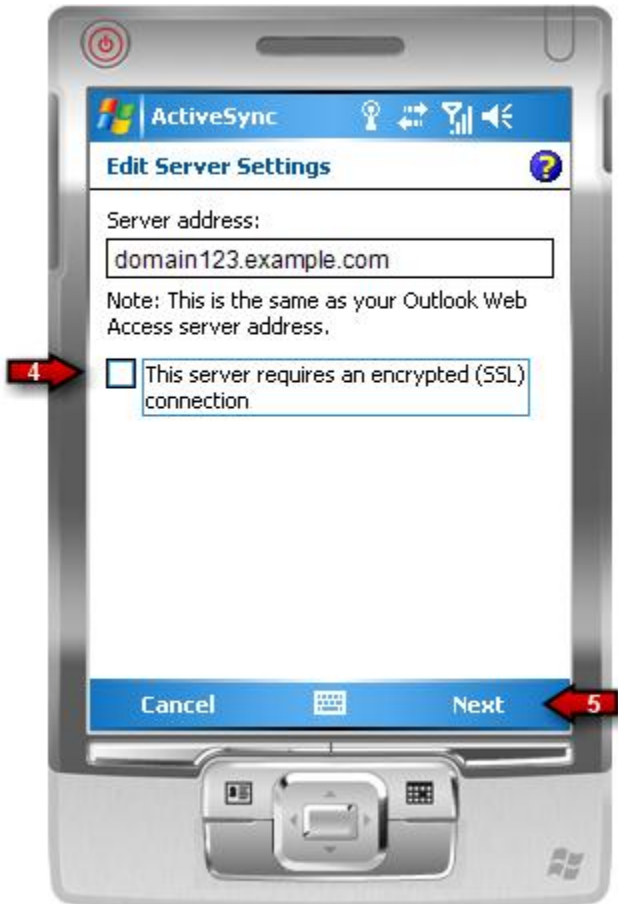 ActiveSync
Edit Server Settings
?
Server address:
domain123.example.com
Note: This is the same as your Outlook Web
Access server address.
4
This server requires an encrypted (SSL)
connection
Cancel
Next
5